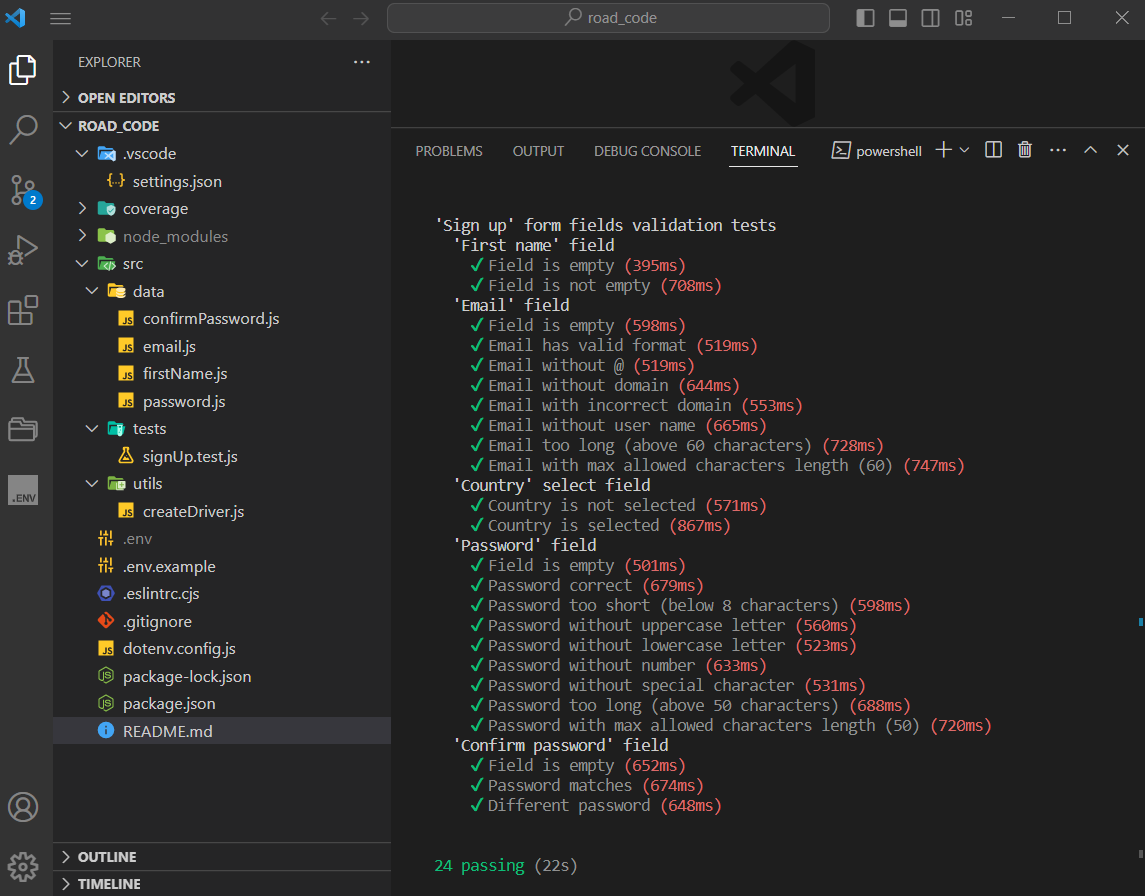 road_code
EXPLORER
OPEN EDITORS
ROAD_CODE
.vscode
{..} settings.json
coverage
node_modules
src
data
JS confirmPassword.js
JS email.js
JS firstName.js
JS password.js
tests
signUp.test.js
utils
JS createDriver.js
.env
.env.example
.eslintrc.cjs
.gitignore
JS dotenv.config.js
package-lock.json
package.json
README.md
OUTLINE
TIMELINE
2
.ENV
PROBLEMS OUTPUT DEBUG CONSOLE TERMINAL powershell
'Sign up' form fields validation tests
'First name' field
✓ Field is empty (395ms)
✓ Field is not empty (708ms)
'Email' field
✓ Field is empty (598ms)
✓ Email has valid format (519ms)
✓ Email without @ (519ms)
✓ Email without domain (644ms)
✓ Email with incorrect domain (553ms)
✓ Email without user name (665ms)
✓ Email too long (above 60 characters) (728ms)
✓ Email with max allowed characters length (60) (747ms)
'Country' select field
✓ Country is not selected (571ms)
✓ Country is selected (867ms)
'Password' field
✓ Field is empty (501ms)
✓ Password correct (679ms)
✓ Password too short (below 8 characters) (598ms)
✓ Password without uppercase letter (560ms)
✓ Password without lowercase letter (523ms)
✓ Password without number (633ms)
✓ Password without special character (531ms)
✓ Password too long (above 50 characters) (688ms)
✓ Password with max allowed characters length (50) (720ms)
'Confirm password' field
✓ Field is empty (652ms)
✓ Password matches (674ms)
✓ Different password (648ms)
24 passing (22s)